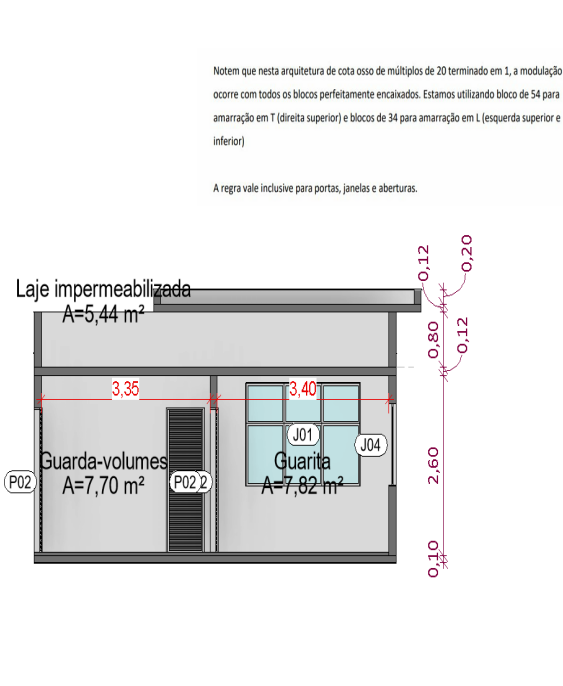 Notem que nesta arquitetura de cota osso de múltiplos de 20 terminado em 1, a modulação
ocorre com todos os blocos perfeitamente encaixados. Estamos utilizando bloco de 54 para
amarração em T (direita superior) e blocos de 34 para amarração em L (esquerda superior e
inferior)
A regra vale inclusive para portas, janelas e aberturas.
0,12
0,20
Laje impermeabilizada
A=5,44 m²
0,80
0,12
3,35
3,40
J01
J04
Guarda-volumes
Guarita
P02
A=7,70 m²
P02
2
A=7,82 m²
2,60
0,10